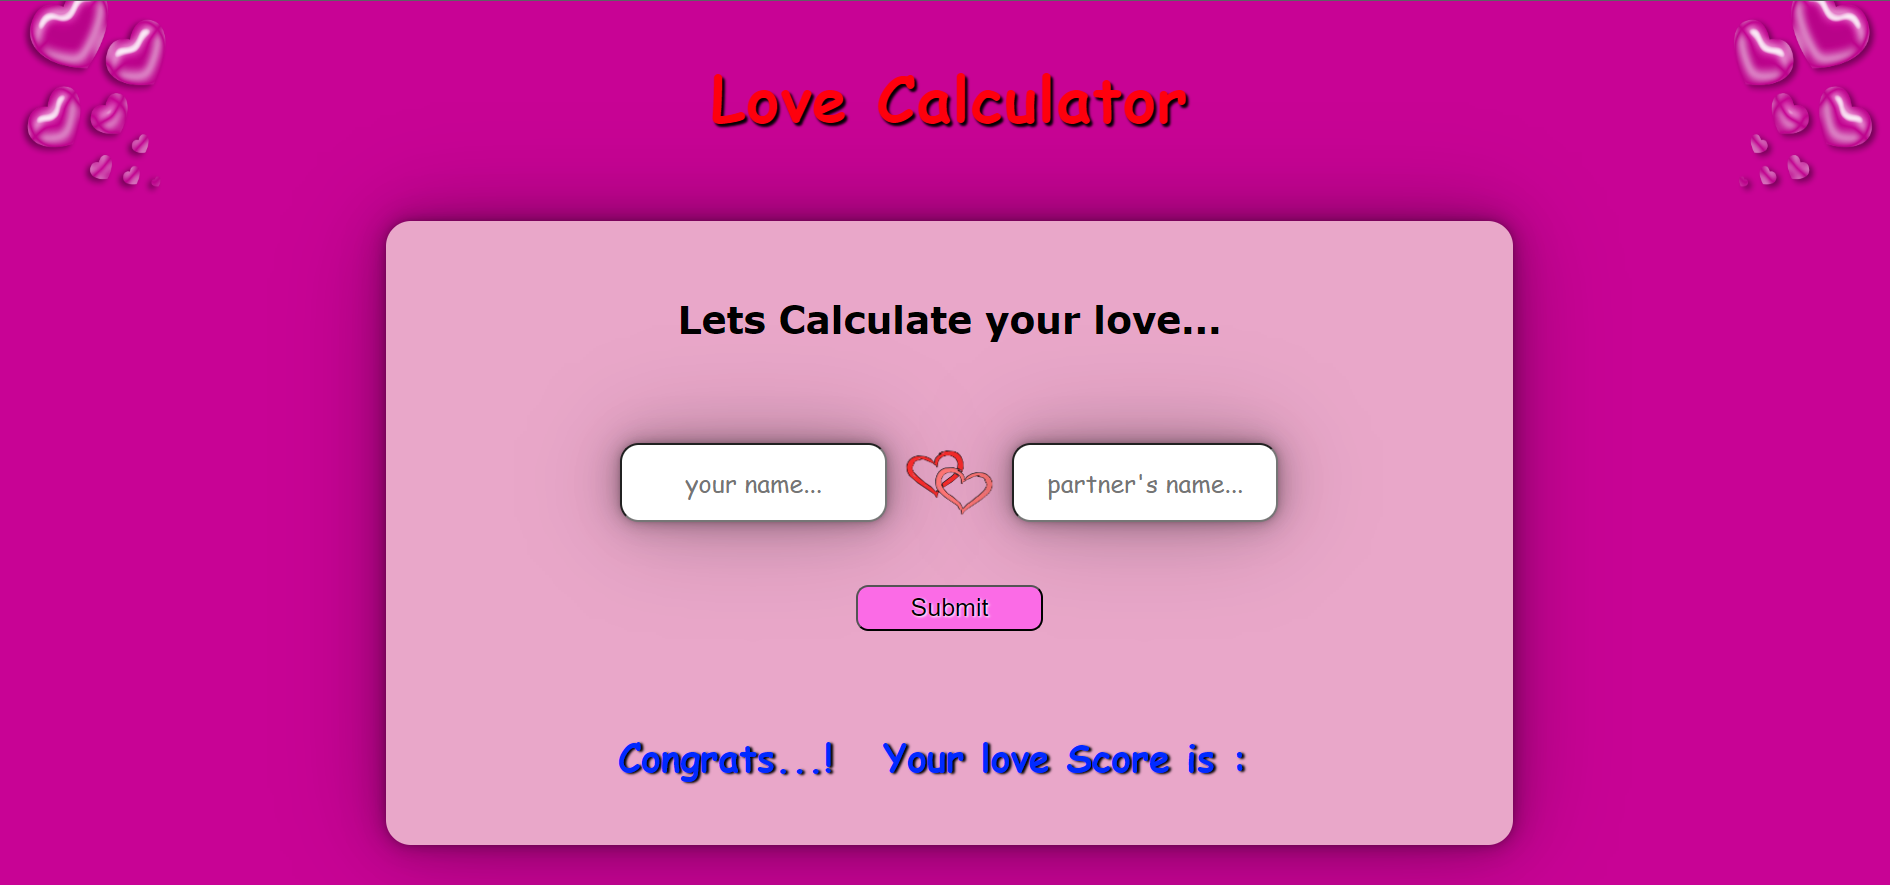 Love Calculator
Lets Calculate your love...
your name... partner's name...
Submit
Congrats...! Your love Score is :